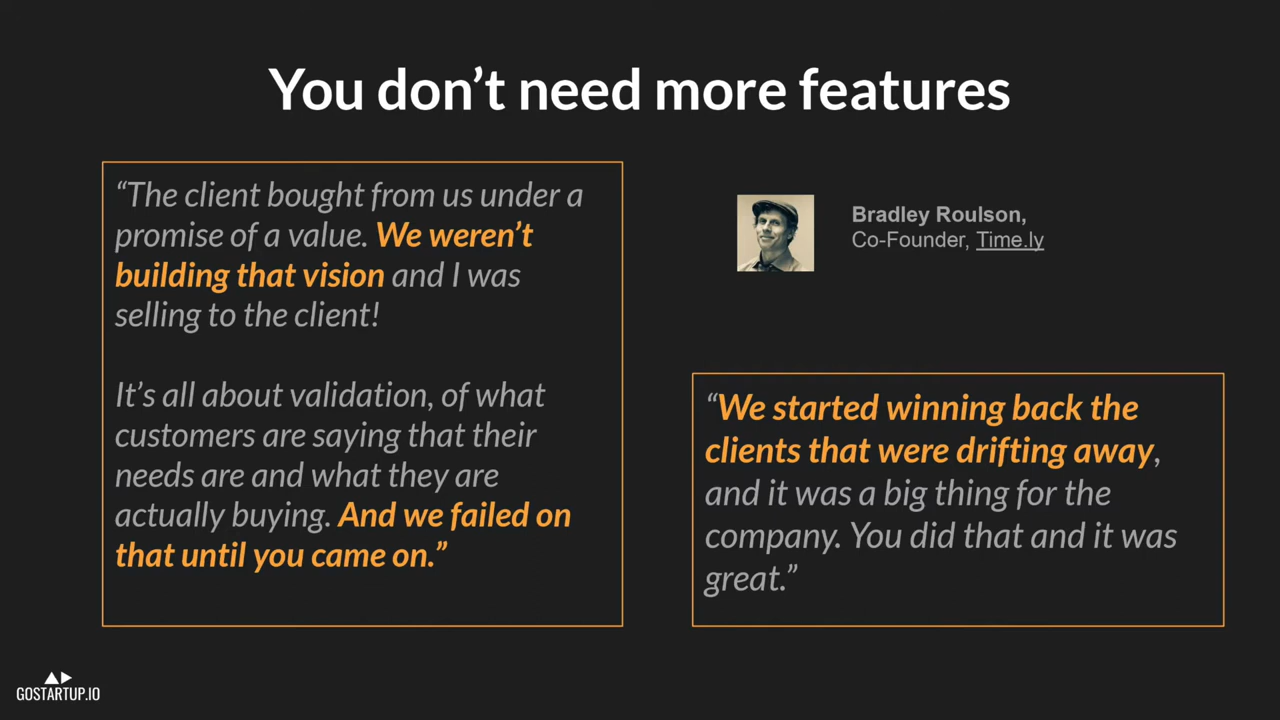 You don’t need more features
“The client bought from us under a
promise of a value. We weren’t
building that vision and I was
selling to the client!
It’s all about validation, of what
customers are saying that their
needs are and what they are
actually buying. And we failed on
that until you came on.”
Bradley Roulson,
Co-Founder, Time.ly
“We started winning back the
clients that were drifting away,
and it was a big thing for the
company. You did that and it was
great.”
GOSTARTUP.IO